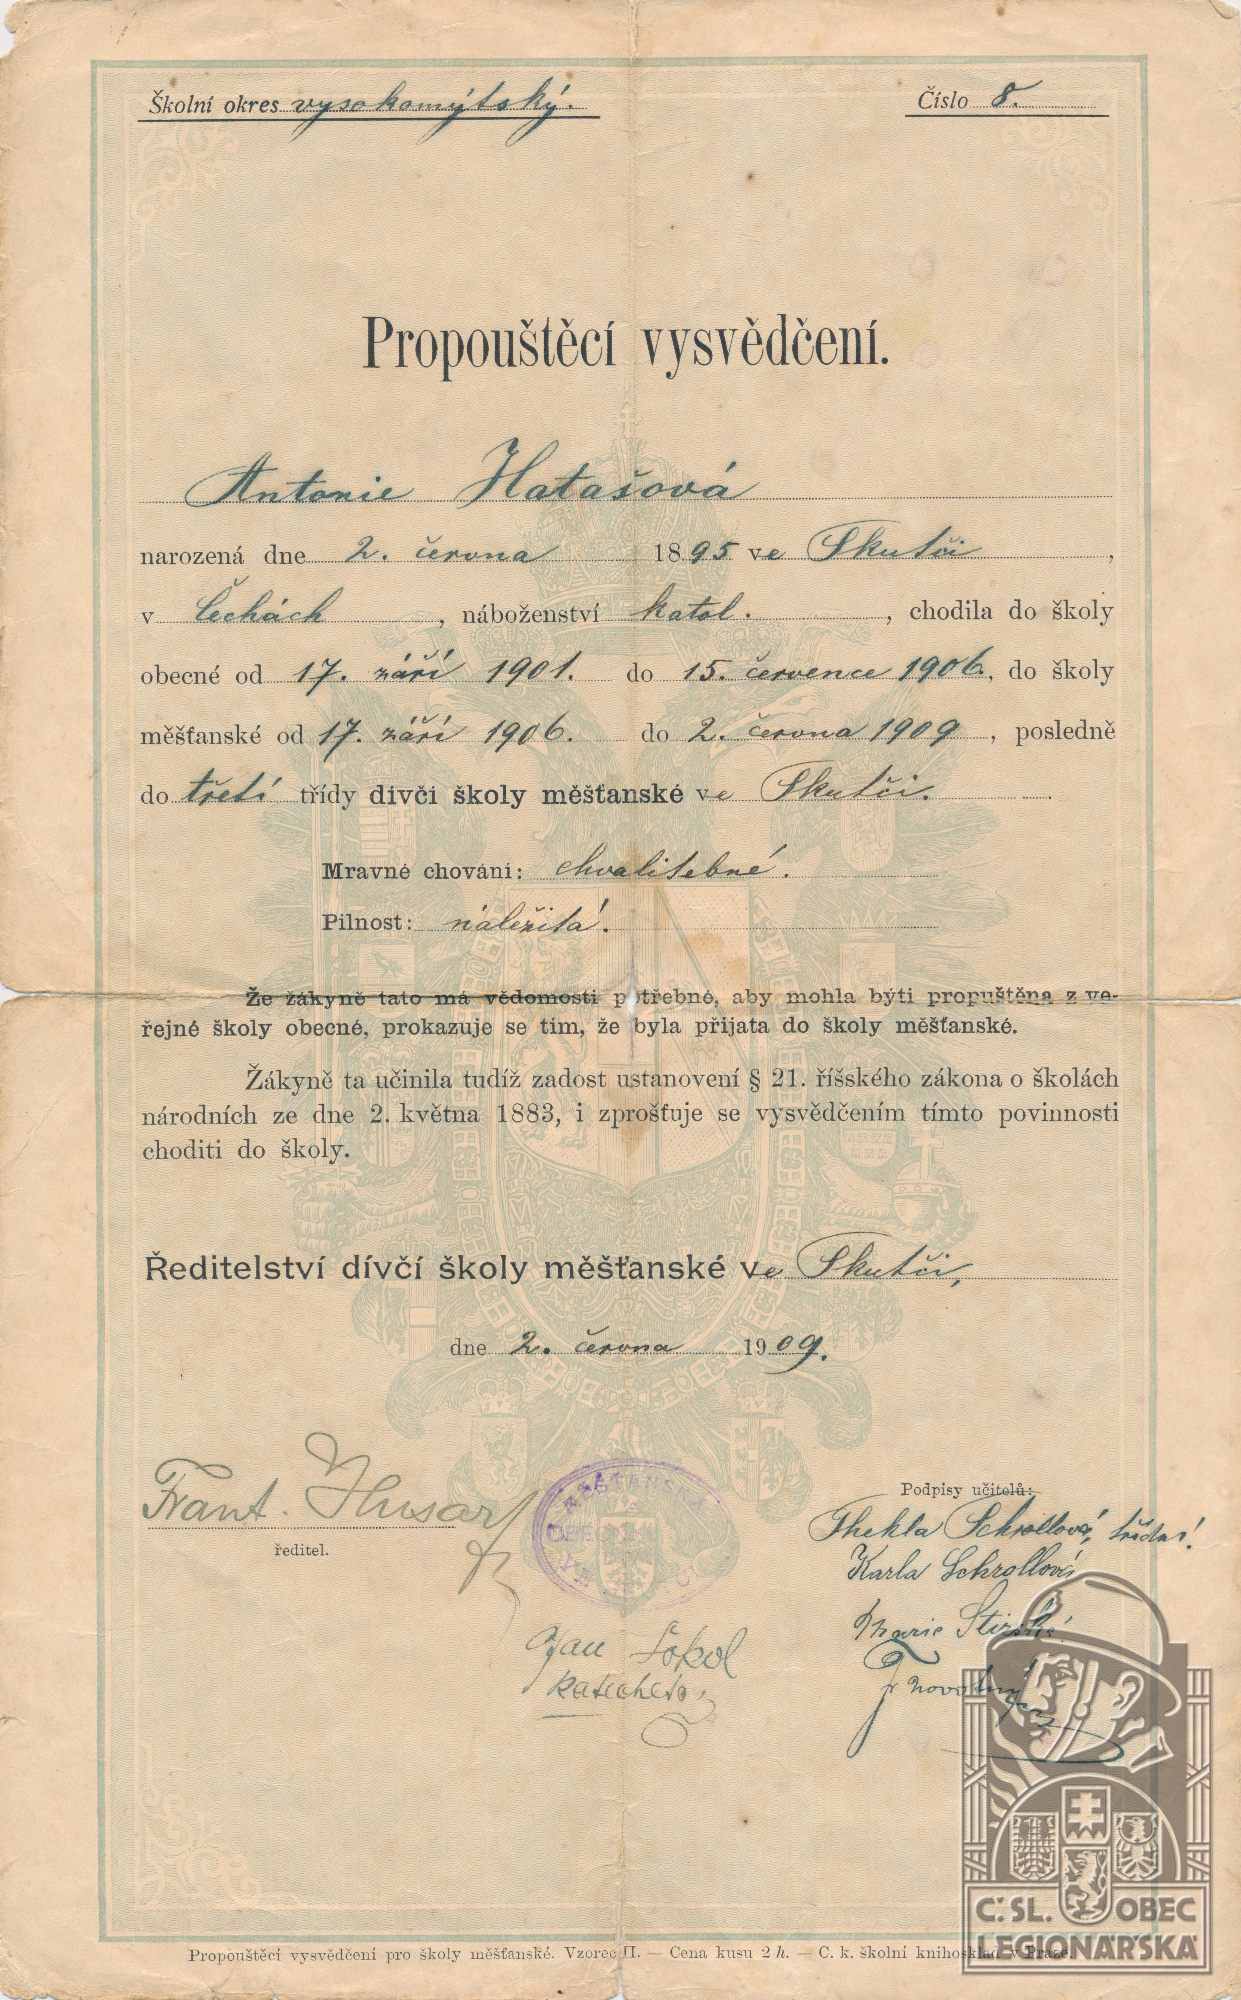 Školní okres vysokomýtský.
Číslo 8.
Propouštěcí vysvědčení.
Antonie Hatašová
narozená dne 2. června 1895 ve Skutči,
v Čechách, náboženství katol., chodila do školy
obecné od 17. září 1901. do 15. července 1906., do školy
měšťanské od 17. září 1906. do 2. června 1909, posledně
do třetí třídy dívčí školy měšťanské ve Skutči.
Mravné chování: chvalitebné.
Pilnost: náležitá.
Že žákyně tato má vědomosti potřebné, aby mohla býti propuštěna z ve-
řejné školy obecné, prokazuje se tím, že byla přijata do školy měšťanské.
Žákyně ta učinila tudíž zadost ustanovení § 21. říšského zákona o školách
národních ze dne 2. května 1883, i zprošťuje se vysvědčením tímto povinnosti
choditi do školy.
Ředitelství dívčí školy měšťanské ve Skutči,
dne 2. června 1909.
Frant. Husar
ředitel.
MĚŠŤANSKÁ
Podpisy učitelů:
Thekla Schrollová, třídní
Karla Schrollová
Marie Štirská
Fr Novotný
Jan Sokol
katecheta
Č. SL. OBEC
LEGIONÁŘSKÁ
Propouštěcí vysvědčení pro školy měšťanské. Vzorec II. — Cena kusu 2 h. — C. k. školní knihosklad v Praze.